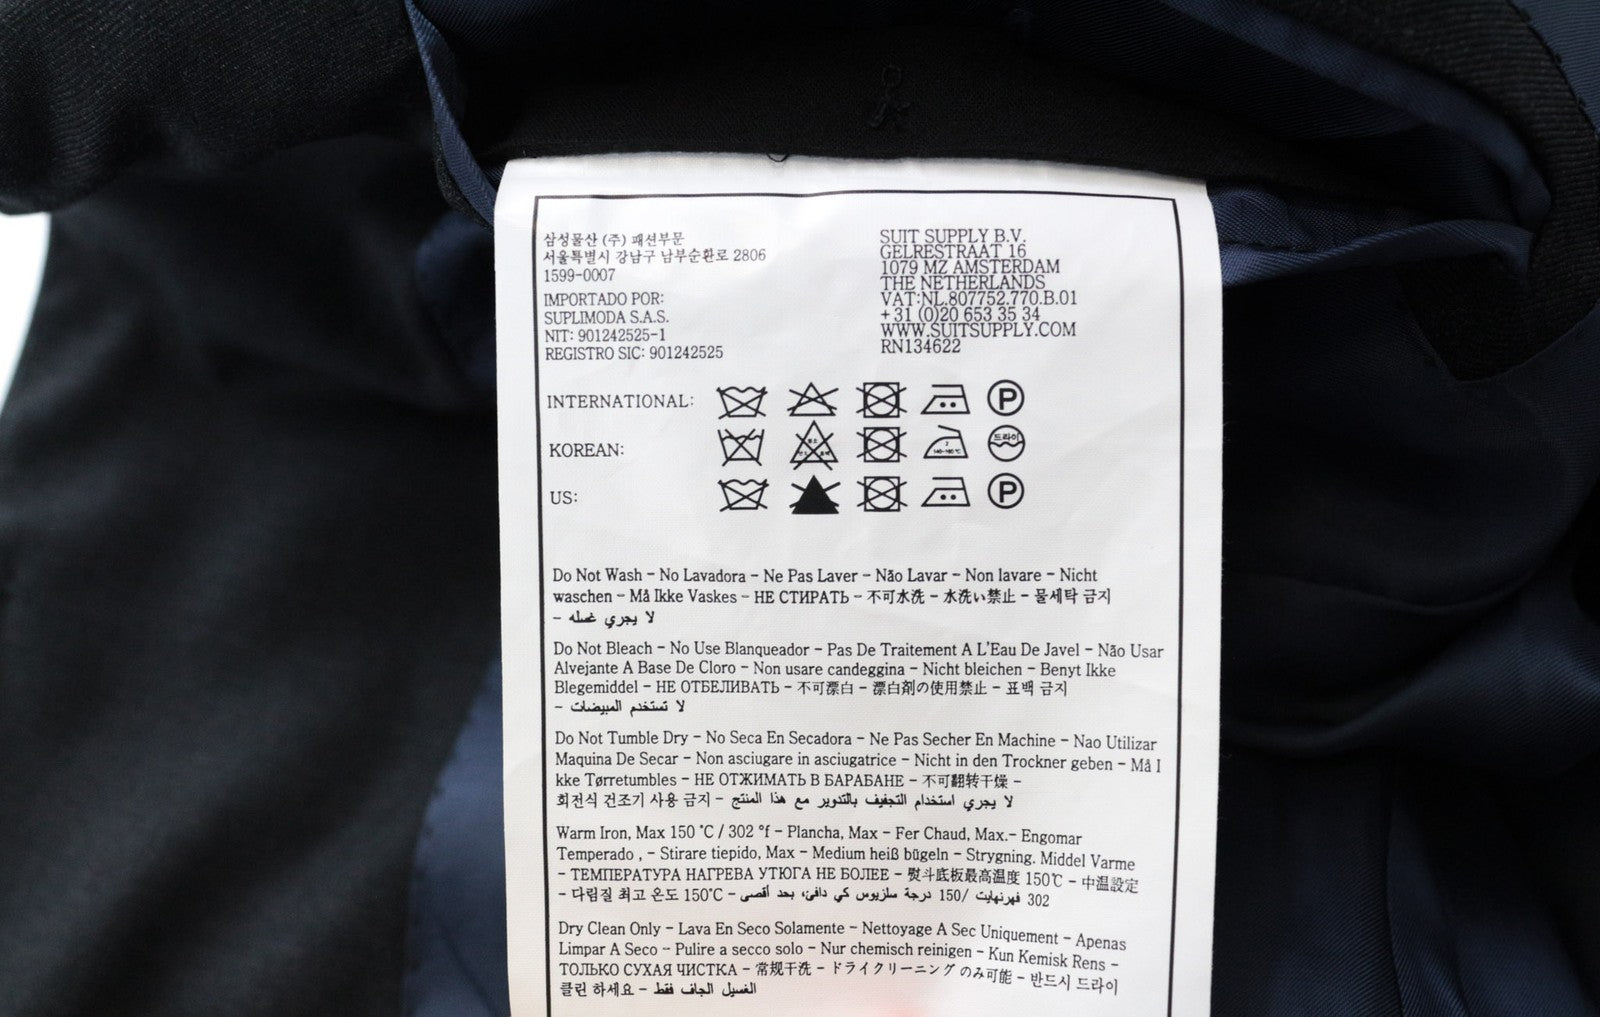 삼성물산 (주) 패션부문
서울특별시 강남구 남부순환로 2806
1599-0007
IMPORTADO POR:
SUPLIMODA S.A.S.
NIT: 901242525-1
REGISTRO SIC: 901242525
SUIT SUPPLY B.V.
GELRESTRAAT 16
1079 MZ AMSTERDAM
THE NETHERLANDS
VAT:NL.807752.770.B.01
+31 (0)20 653 35 34
WWW.SUITSUPPLY.COM
RN134622
INTERNATIONAL: P
KOREAN: 드라이
US: P
Do Not Wash - No Lavadora - Ne Pas Laver - Não Lavar - Non lavare - Nicht
waschen - Må Ikke Vaskes - НЕ СТИРАТЬ - 不可水洗 - 水洗い禁止 - 물세탁 금지
- لا يجري غسله
Do Not Bleach - No Use Blanqueador - Pas De Traitement A L'Eau De Javel - Não Usar
Alvejante A Base De Cloro - Non usare candeggina - Nicht bleichen - Benyt Ikke
Blegemiddel - НЕ ОТБЕЛИВАТЬ - 不可漂白 - 漂白剤の使用禁止 - 표백 금지
- لا تستخدم المبيضات
Do Not Tumble Dry - No Seca En Secadora - Ne Pas Secher En Machine - Nao Utilizar
Maquina De Secar - Non asciugare in asciugatrice - Nicht in den Trockner geben - Må I
kke Tørretumbles - НЕ ОТЖИМАТЬ В БАРАБАНЕ - 不可翻转干燥 -
회전식 건조기 사용 금지 - لا يجري استخدام التجفيف بالتدوير مع هذا المنتج
Warm Iron, Max 150 °C / 302 °f - Plancha, Max - Fer Chaud, Max.- Engomar
Temperado , - Stirare tiepido, Max - Medium heiß bügeln - Strygning. Middel Varme
- ТЕМПЕРАТУРА НАГРЕВА УТЮГА НЕ БОЛЕЕ - 熨斗底板最高温度 150℃ - 中温設定
- 다림질 최고 온도 150℃ - كي دافئ، بحد أقصى 150 درجة سلزيوس/ 302 فهرنهايت
Dry Clean Only - Lava En Seco Solamente - Nettoyage A Sec Uniquement - Apenas
Limpar A Seco - Pulire a secco solo - Nur chemisch reinigen - Kun Kemisk Rens -
ТОЛЬКО СУХАЯ ЧИСТКА - 常规干洗 - ドライクリーニング のみ可能 - 반드시 드라이
클린 하세요 - الغسيل الجاف فقط